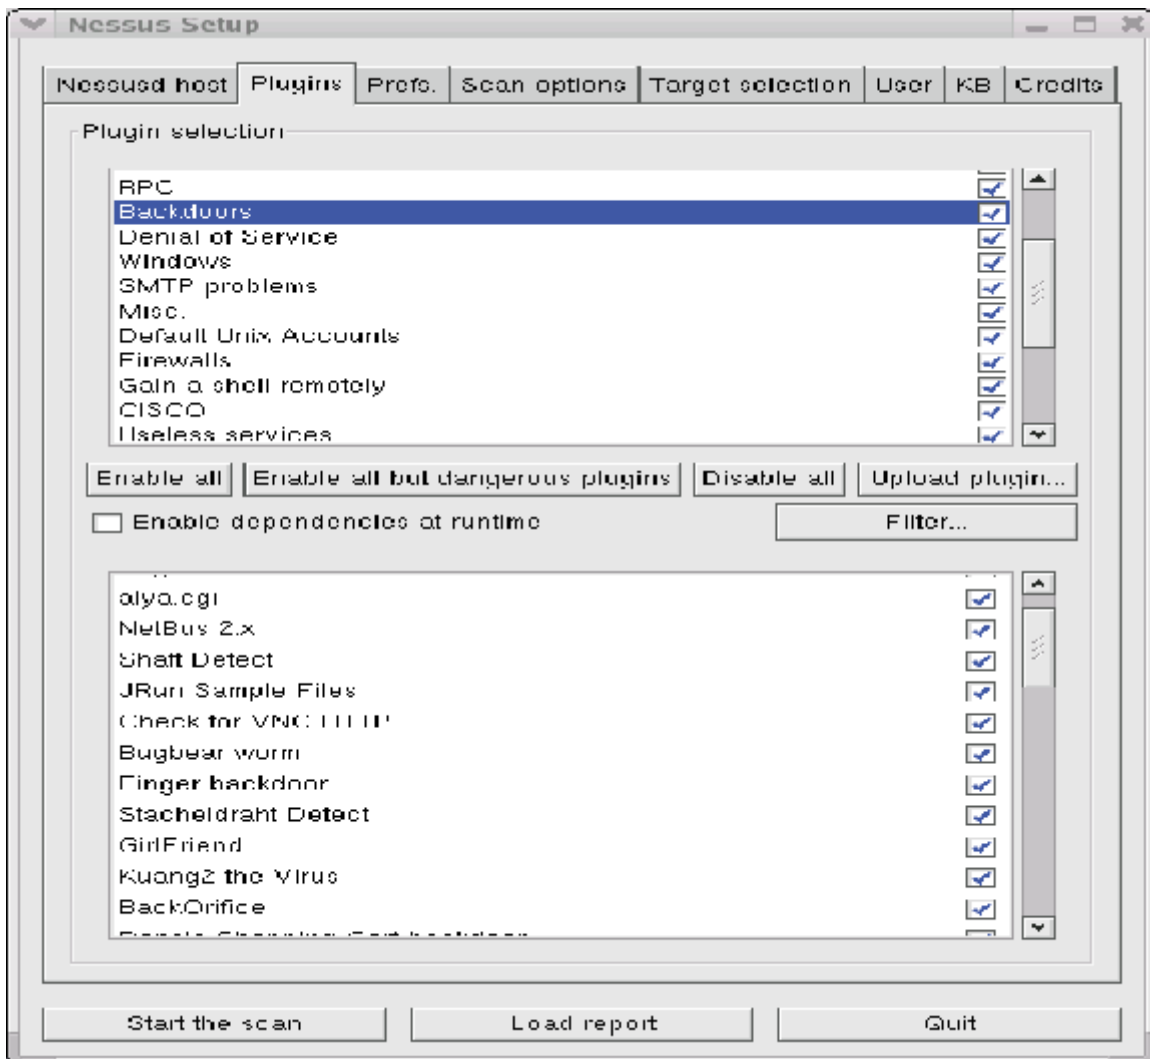 Nessus Setup
Nessusd host Plugins Prefs. Scan options Target selection User KB Credits
Plugin selection
RPC
Backdoors
Denial of Service
Windows
SMTP problems
Misc.
Default Unix Accounts
Firewalls
Gain a shell remotely
CISCO
Useless services
Enable all Enable all but dangerous plugins Disable all Upload plugin...
Enable dependencies at runtime Filter...
alya.cgi
NetBus 2.x
Shaft Detect
JRun Sample Files
Check for VNC HTTP
Bugbear worm
Finger backdoor
Stacheldraht Detect
GirlFriend
Kuang2 the Virus
BackOrifice
Shopping Cart backdoor
Start the scan Load report Quit